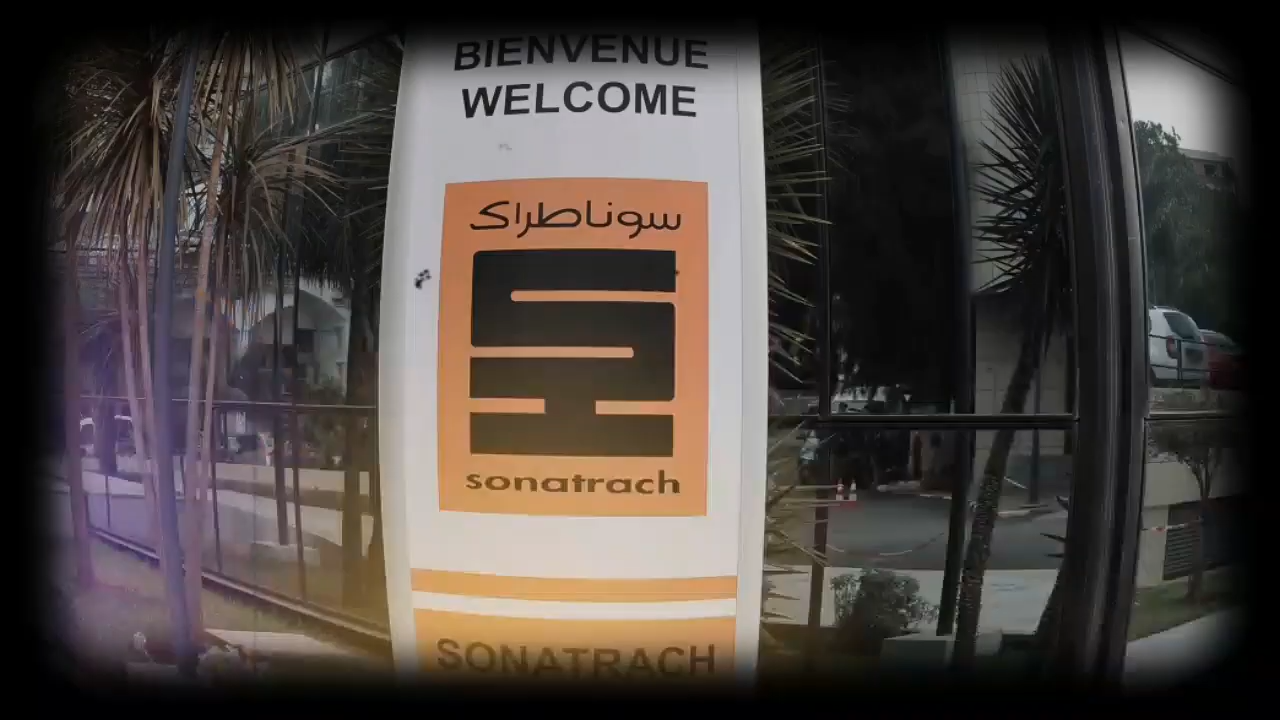 BIENVENUE
WELCOME
سوناطراك
sonatrach
SONATRACH